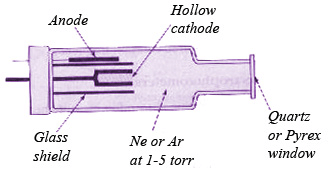 Anode
Hollow
cathode
Glass
shield
Ne or Ar
at 1-5 torr
Quartz
or Pyrex
window